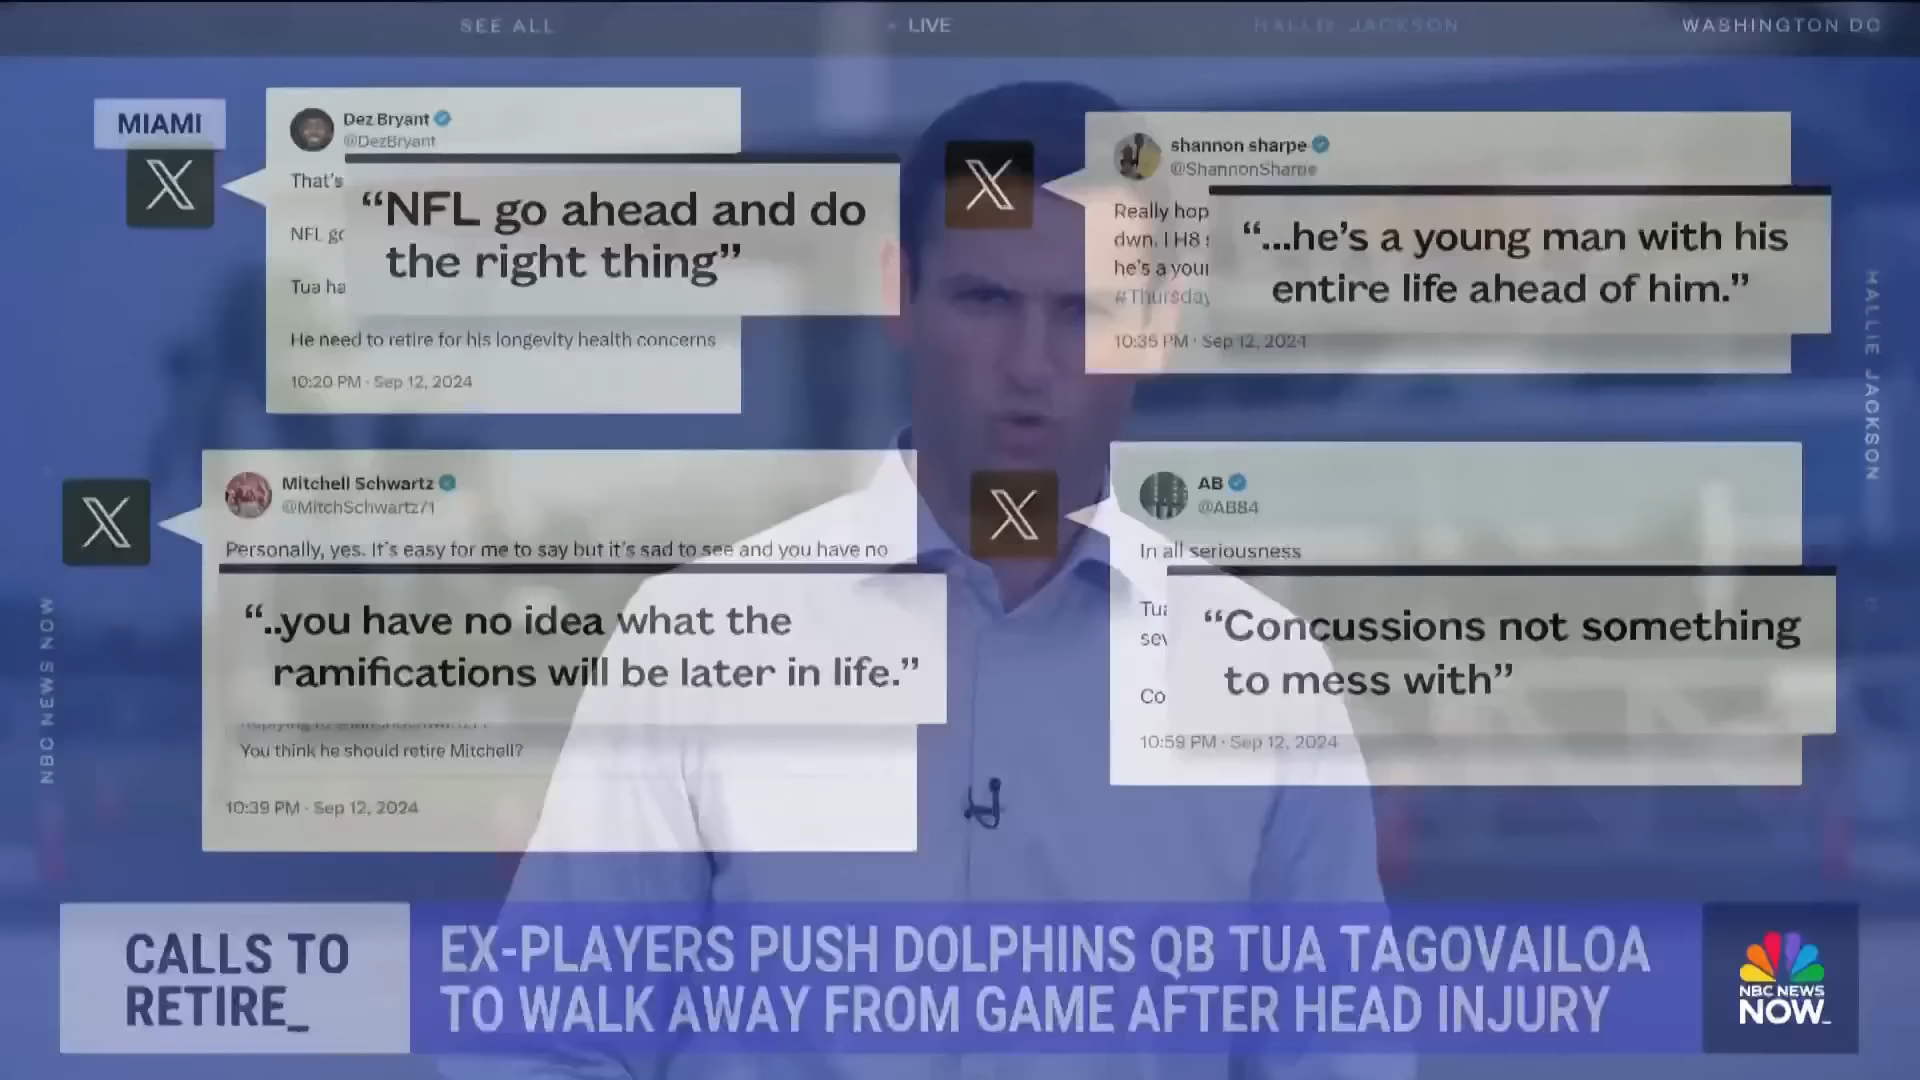 SEE ALL
LIVE
HALLIE JACKSON
WASHINGTON DC
MIAMI
Dez Bryant
@DezBryant
That's
"NFL go ahead and do
the right thing"
NFL go
Tua ha
He need to retire for his longevity health concerns
10:20 PM · Sep 12, 2024
shannon sharpe
@ShannonSharpe
Really hop
dwn. I H8
he's a your
#Thursday
"...he's a young man with his
entire life ahead of him."
10:35 PM · Sep 12, 2024
HALLIE JACKSON
Mitchell Schwartz
@MitchSchwartz71
Personally, yes. It's easy for me to say but it's sad to see and you have no
"..you have no idea what the
ramifications will be later in life."
You think he should retire Mitchell?
10:39 PM · Sep 12, 2024
AB
@AB84
In all seriousness
Tua
sev
Co
"Concussions not something
to mess with"
10:59 PM · Sep 12, 2024
NBC NEWS NOW
CALLS TO
RETIRE_
EX-PLAYERS PUSH DOLPHINS QB TUA TAGOVAILOA
TO WALK AWAY FROM GAME AFTER HEAD INJURY
NBC NEWS
NOW_